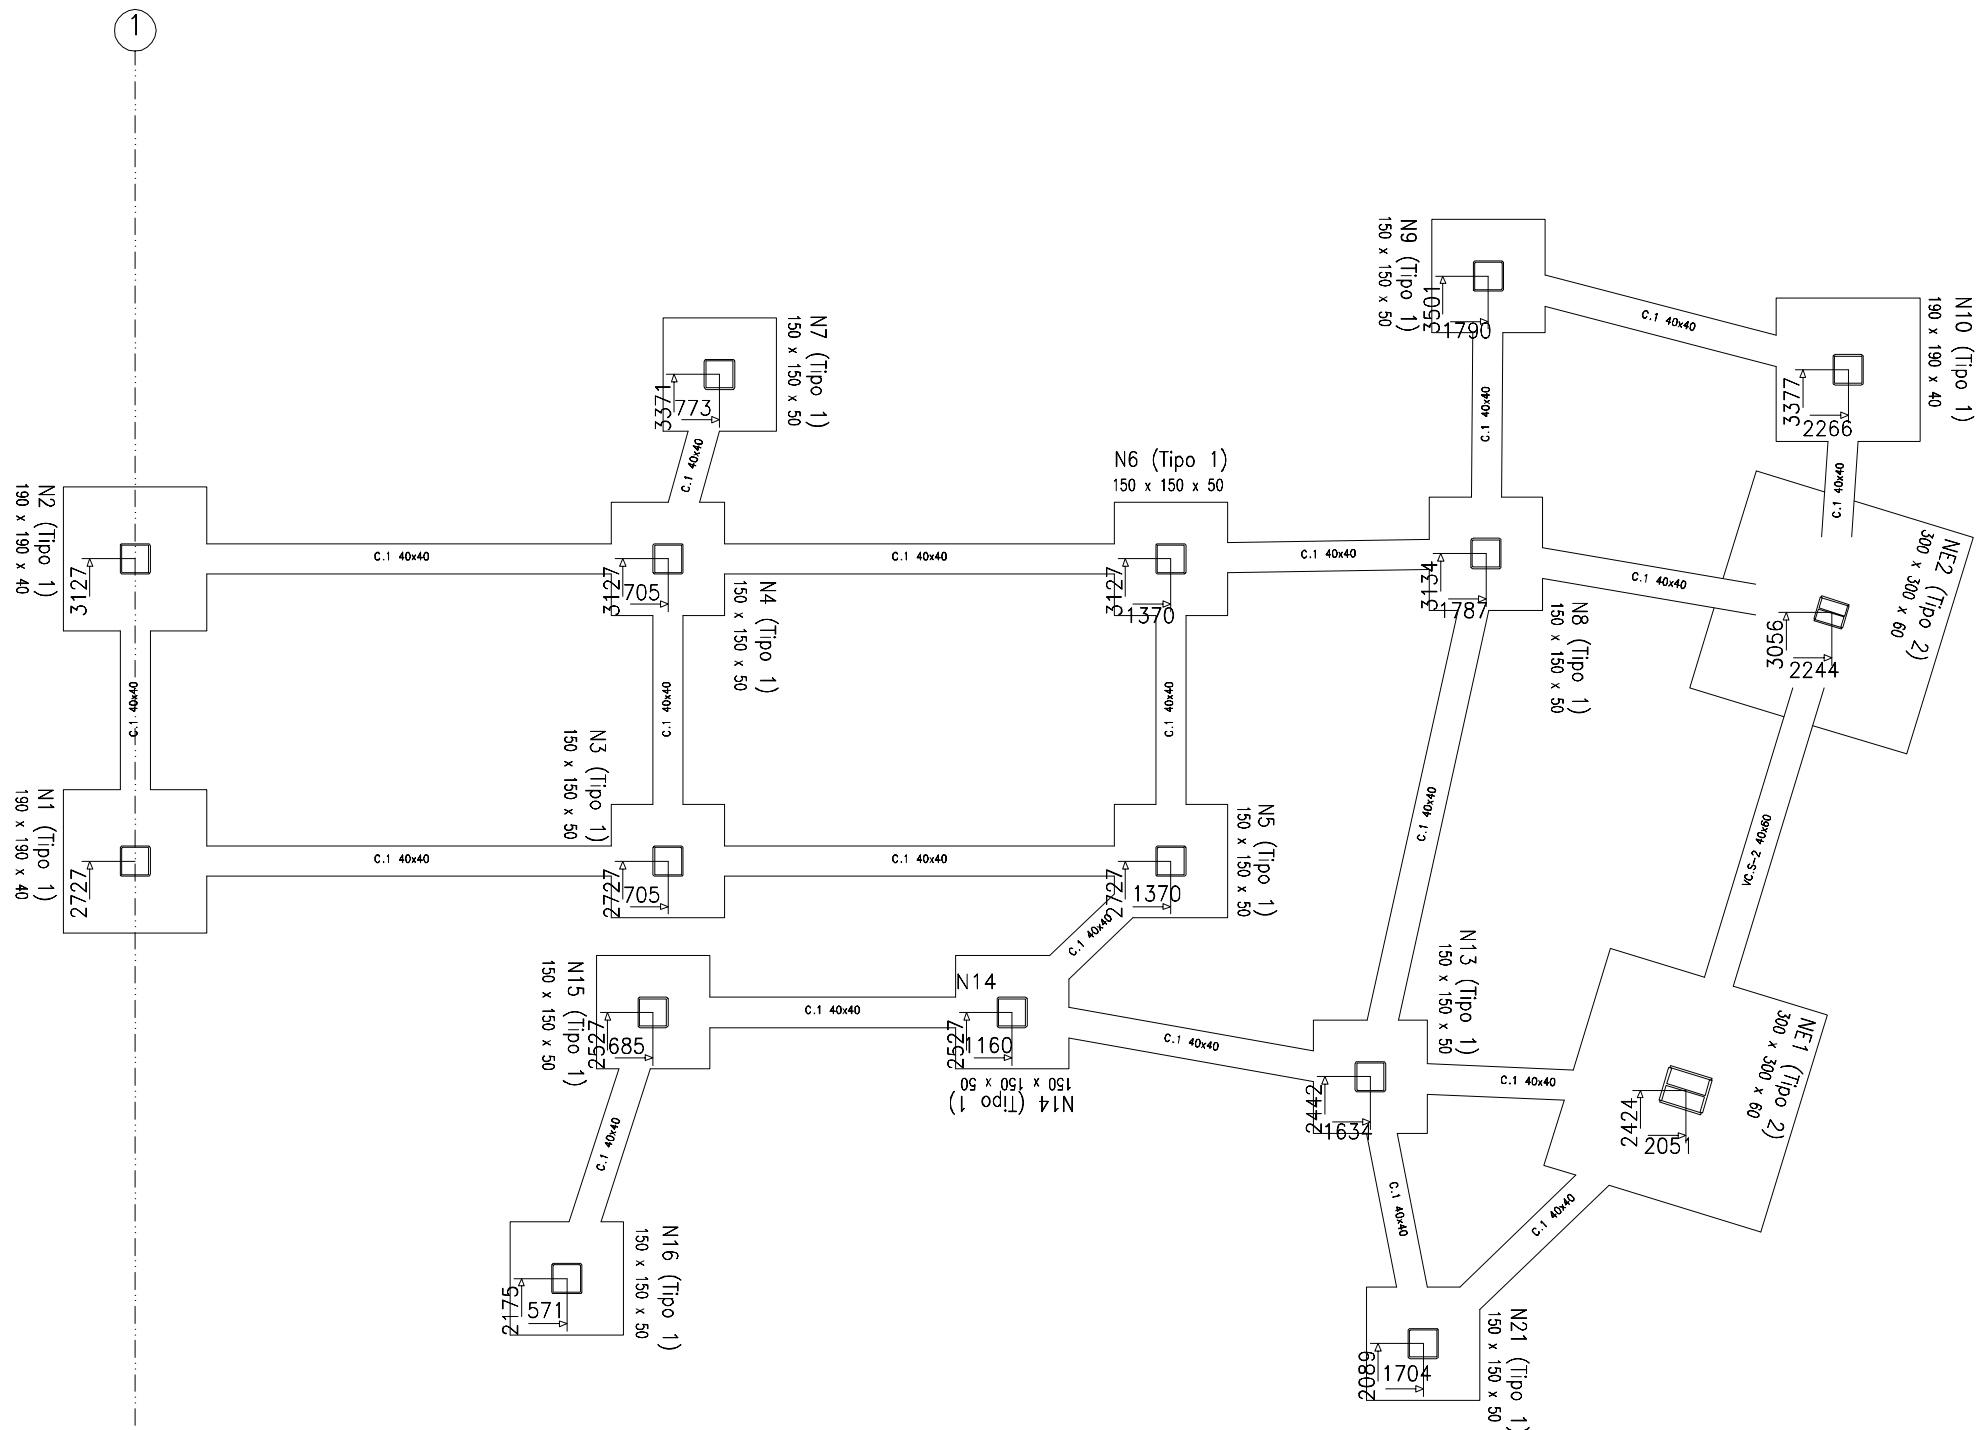 1
N9 (Tipo 1)
150 x 150 x 50
3501
1790
C.1 40x40
N10 (Tipo 1)
190 x 190 x 40
3377
2266
C.1 40x40
C.1 40x40
N7 (Tipo 1)
150 x 150 x 50
3371
773
C.1 40x40
N6 (Tipo 1)
150 x 150 x 50
N2 (Tipo 1)
190 x 190 x 40
3127
C.1 40x40
3127
705
N4 (Tipo 1)
150 x 150 x 50
C.1 40x40
3127
1370
C.1 40x40
3134
1787
N8 (Tipo 1)
150 x 150 x 50
C.1 40x40
NE2 (Tipo 2)
300 x 300 x 60
3056
2244
C.1 40x40
C.1 40x40
C.1 40x40
C.1 40x40
VC.S-2 40x60
N1 (Tipo 1)
190 x 190 x 40
2727
C.1 40x40
N3 (Tipo 1)
150 x 150 x 50
2727
705
C.1 40x40
2727
1370
N5 (Tipo 1)
150 x 150 x 50
C.1 40x40
N15 (Tipo 1)
150 x 150 x 50
2527
685
C.1 40x40
N14
2527
1160
150 x 150 x 50
N14 (Tipo 1)
C.1 40x40
N13 (Tipo 1)
150 x 150 x 50
2442
1634
C.1 40x40
NE1 (Tipo 2)
300 x 300 x 60
2424
2051
C.1 40x40
C.1 40x40
C.1 40x40
N16 (Tipo 1)
150 x 150 x 50
2175
571
2089
1704
N21 (Tipo 1)
150 x 150 x 50